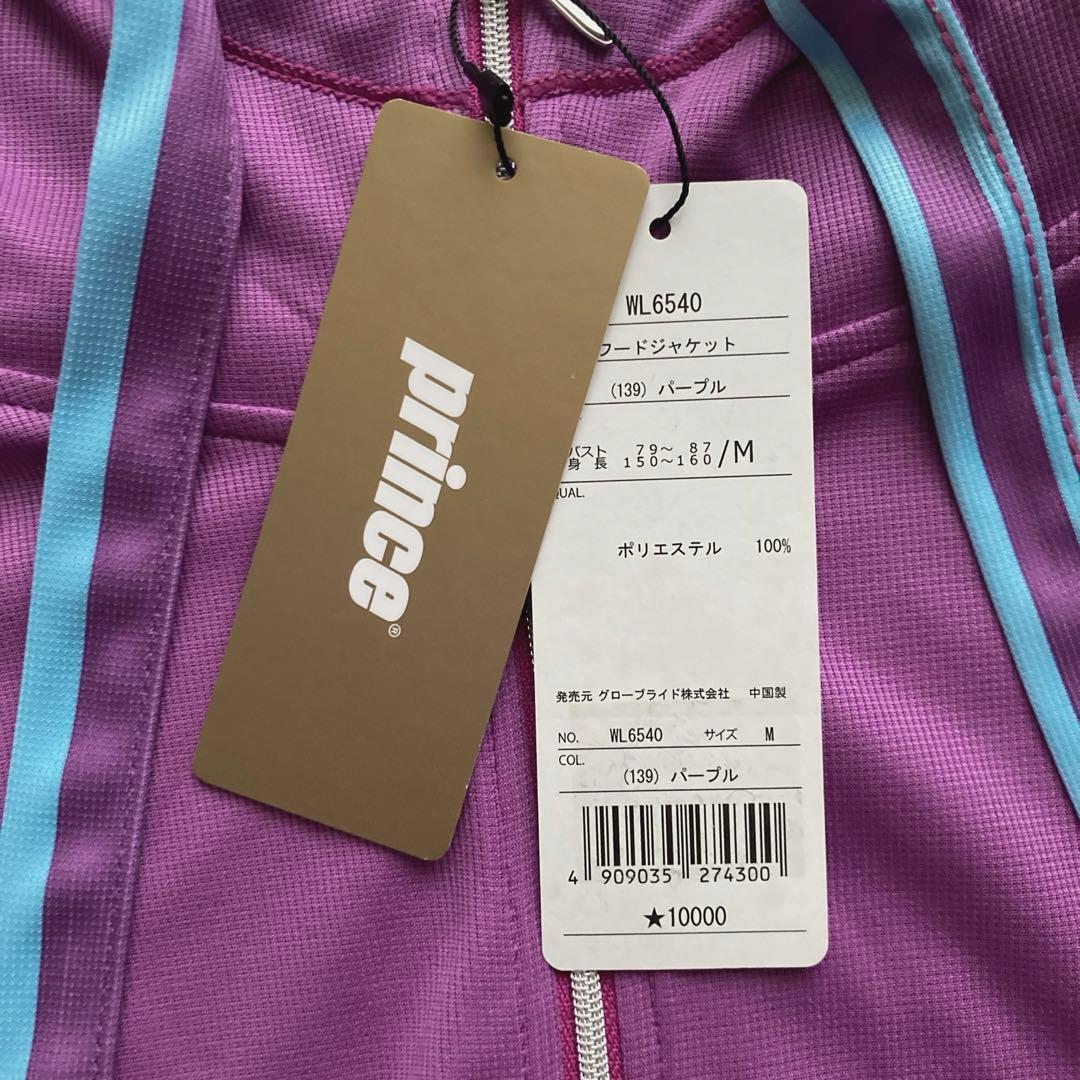 prince®
WL6540
フードジャケット
(139) パープル
バスト 79～ 87
身 長 150～160 /M
QUAL.
ポリエステル 100%
発売元 グローブライド株式会社 中国製
NO. WL6540 サイズ M
COL.
(139) パープル
4 909035 274300
★10000